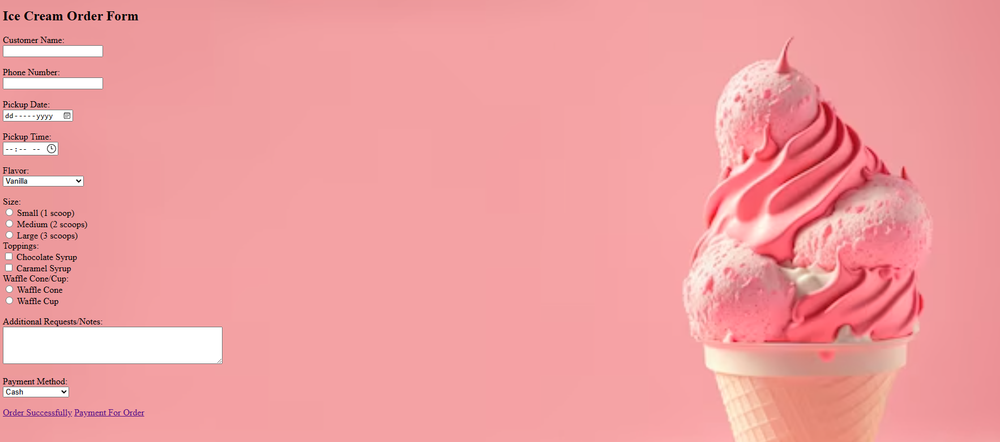 Ice Cream Order Form
Customer Name:
Phone Number:
Pickup Date:
dd-----yyyy
Pickup Time:
--:-- --
Flavor:
Vanilla
Size:
Small (1 scoop)
Medium (2 scoops)
Large (3 scoops)
Toppings:
Chocolate Syrup
Caramel Syrup
Waffle Cone/Cup:
Waffle Cone
Waffle Cup
Additional Requests/Notes:
Payment Method:
Cash
Order Successfully Payment For Order